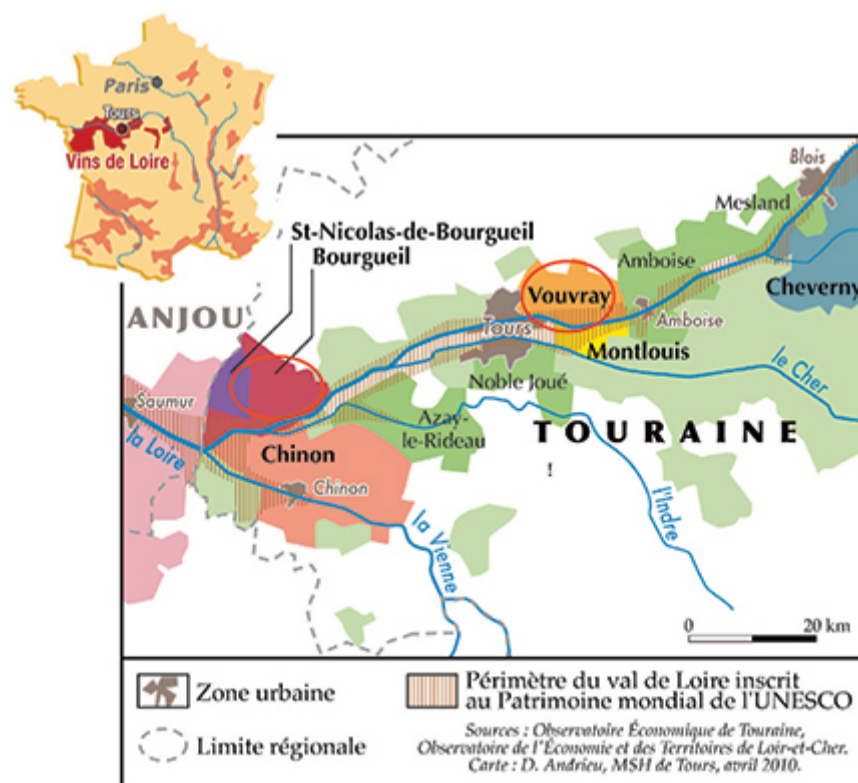 Paris
Tours
Vins de Loire
St-Nicolas-de-Bourgueil
Bourgueil
Blois
Mesland
Amboise
Cheverny
ANJOU
Vouvray
Tours
Amboise
Montlouis
le Cher
Saumur
Noble Joué
Azay-
le-Rideau
TOURAINE
la Loire
Chinon
Chinon
!
l'Indre
la Vienne
0 20 km
Zone urbaine
Limite régionale
Périmètre du val de Loire inscrit
au Patrimoine mondial de l'UNESCO
Sources : Observatoire Économique de Touraine,
Observatoire de l'Économie et des Territoires de Loir-et-Cher.
Carte : D. Andrieu, MSH de Tours, avril 2010.